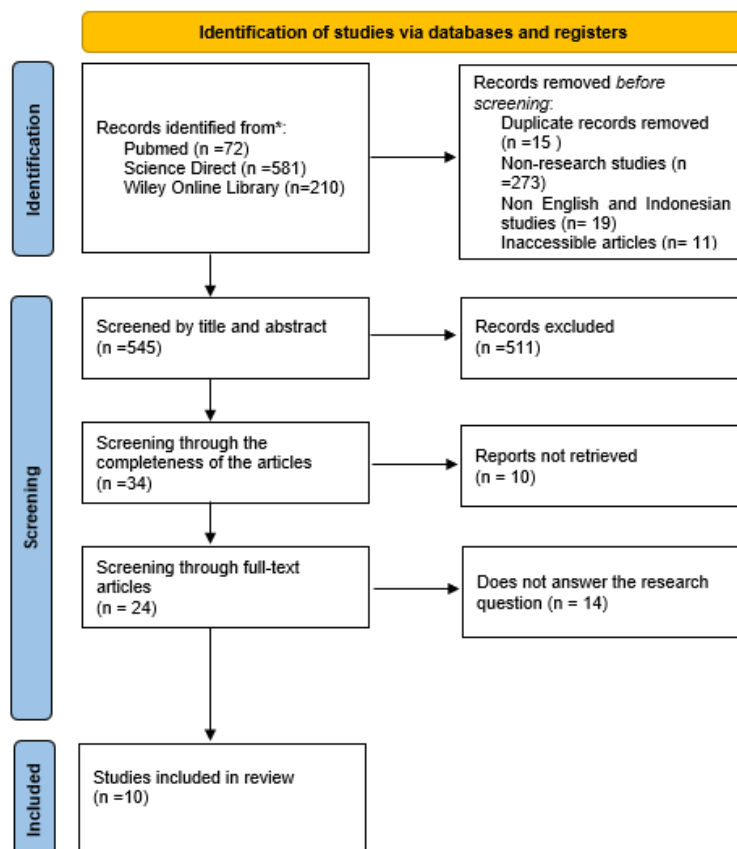 Identification of studies via databases and registers
Identification
Records identified from*:
Pubmed (n =72)
Science Direct (n =581)
Wiley Online Library (n=210)
Records removed before
screening:
Duplicate records removed
(n =15 )
Non-research studies (n
=273)
Non English and Indonesian
studies (n= 19)
Inaccessible articles (n= 11)
Screening
Screened by title and abstract
(n =545)
Records excluded
(n =511)
Screening through the
completeness of the articles
(n =34)
Reports not retrieved
(n = 10)
Screening through full-text
articles
(n = 24)
Does not answer the research
question (n = 14)
Included
Studies included in review
(n =10)